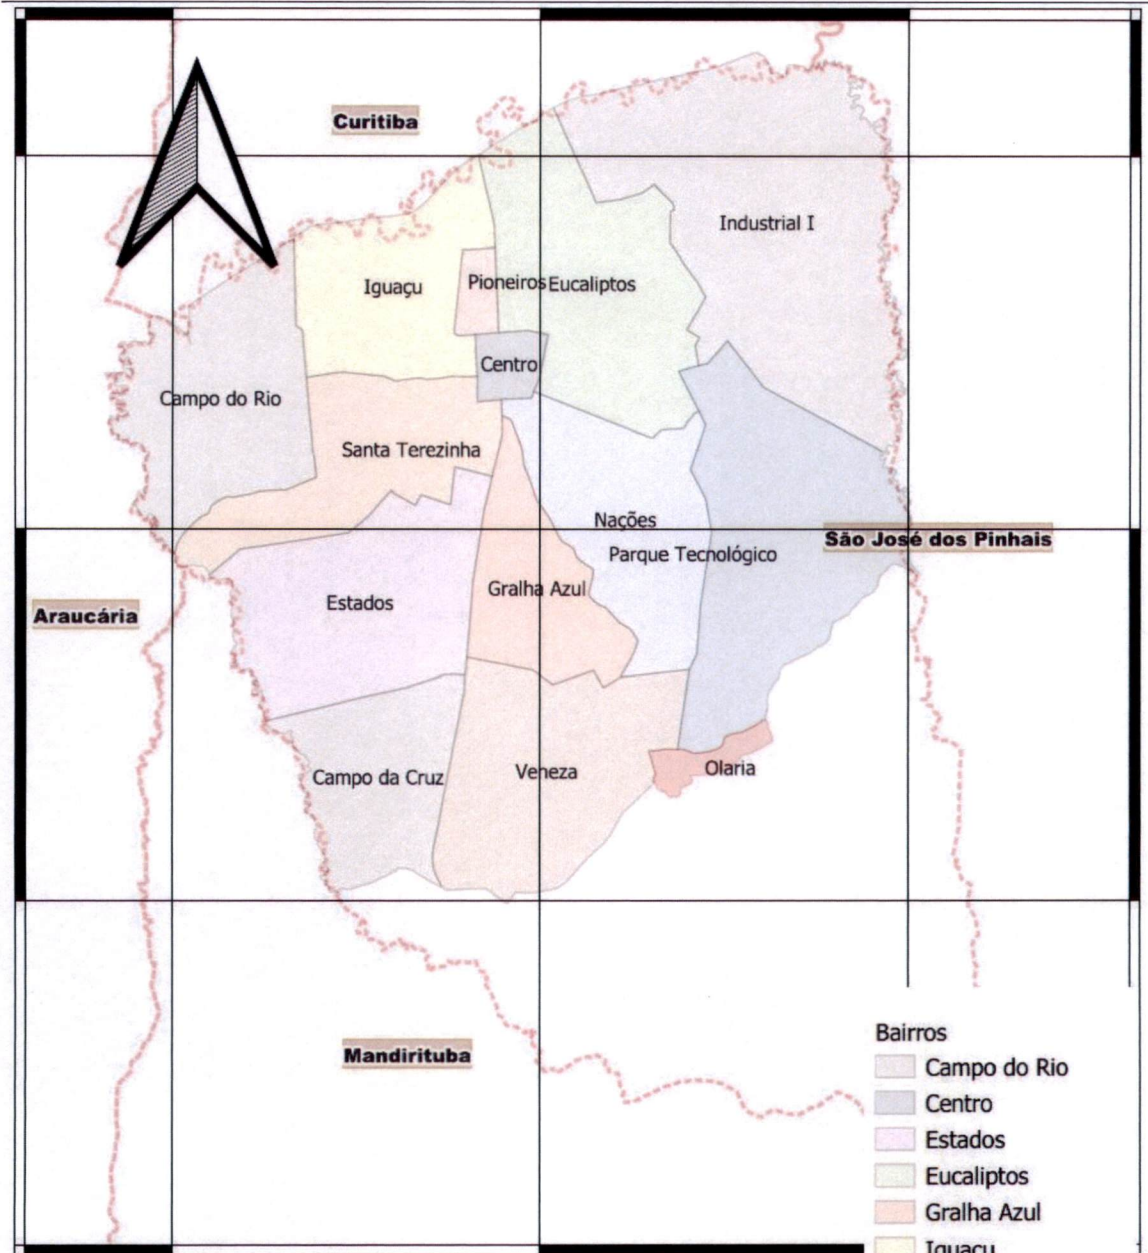 Curitiba
Industrial I
Iguaçu
Pioneiros
Eucaliptos
Centro
Campo do Rio
Santa Terezinha
Nações
São José dos Pinhais
Parque Tecnológico
Gralha Azul
Estados
Araucária
Olaria
Veneza
Campo da Cruz
Mandirituba
Bairros
Campo do Rio
Centro
Estados
Eucaliptos
Gralha Azul
Iguaçu